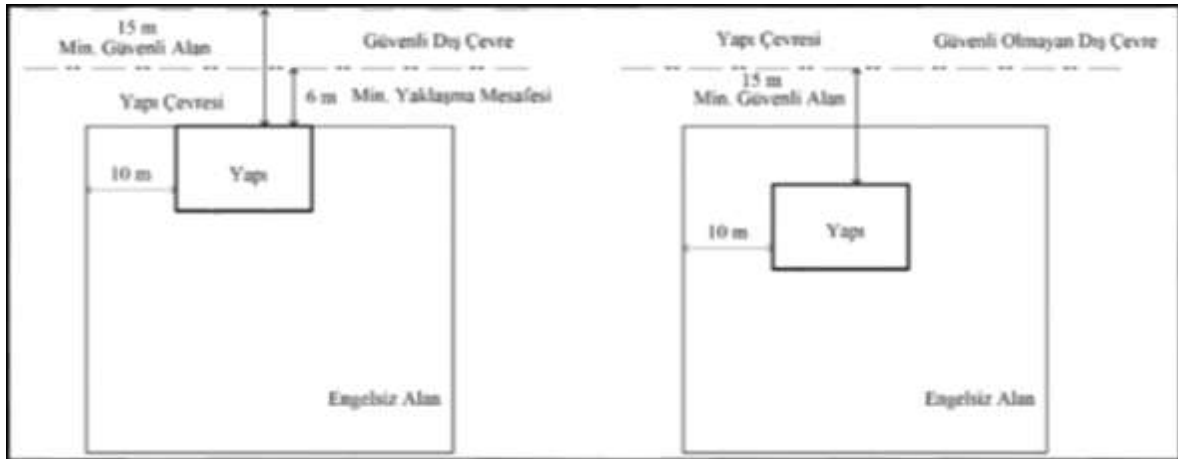 15 m
Min. Güvenli Alan
Güvenli Dış Çevre
Yapı Çevresi
6 m Min. Yaklaşma Mesafesi
10 m
Yapı
Engelsiz Alan
Yapı Çevresi
Güvenli Olmayan Dış Çevre
15 m
Min. Güvenli Alan
10 m
Yapı
Engelsiz Alan